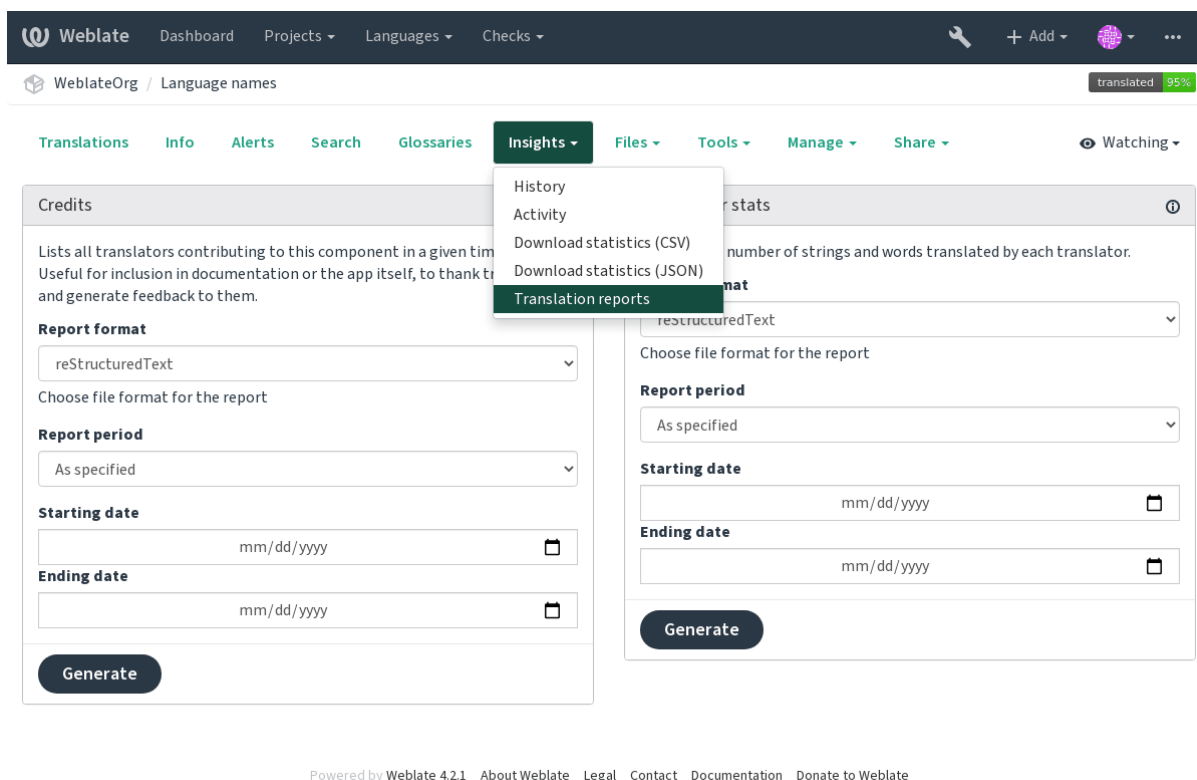 Weblate Dashboard Projects Languages Checks Add
WeblateOrg / Language names translated 95%
Translations Info Alerts Search Glossaries Insights Files Tools Manage Share Watching
History
Activity
Download statistics (CSV)
Download statistics (JSON)
Translation reports
Credits
Lists all translators contributing to this component in a given
Useful for inclusion in documentation or the app itself, to thank
and generate feedback to them.
Report format
reStructuredText
Choose file format for the report
Report period
As specified
Starting date
mm/dd/yyyy
Ending date
mm/dd/yyyy
Generate
stats
number of strings and words translated by each translator.
reStructuredText
Choose file format for the report
Report period
As specified
Starting date
mm/dd/yyyy
Ending date
mm/dd/yyyy
Generate
Powered by Weblate 4.2.1 About Weblate Legal Contact Documentation Donate to Weblate